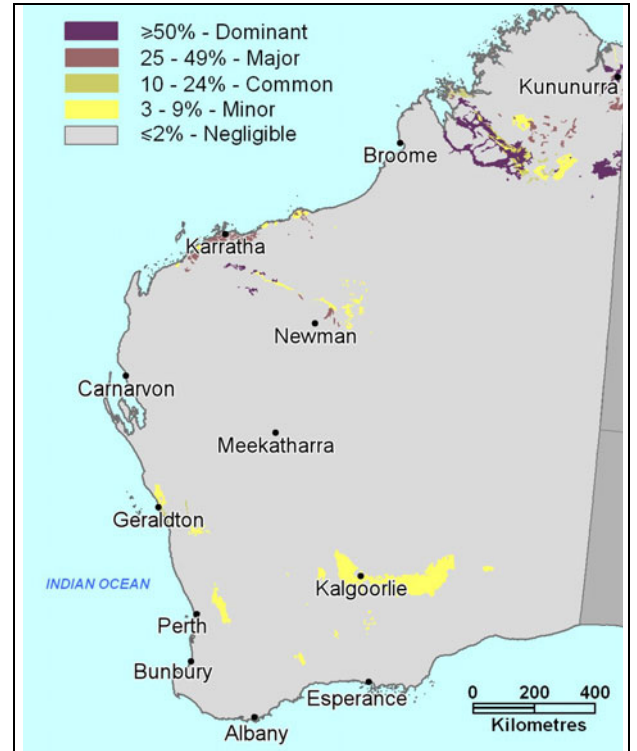 ≥50% - Dominant
25 - 49% - Major
10 - 24% - Common
3 - 9% - Minor
≤2% - Negligible
Kununurra
Broome
Karratha
Newman
Carnarvon
Meekatharra
Geraldton
INDIAN OCEAN
Kalgoorlie
Perth
Bunbury
Esperance
Albany
0 200 400
Kilometres